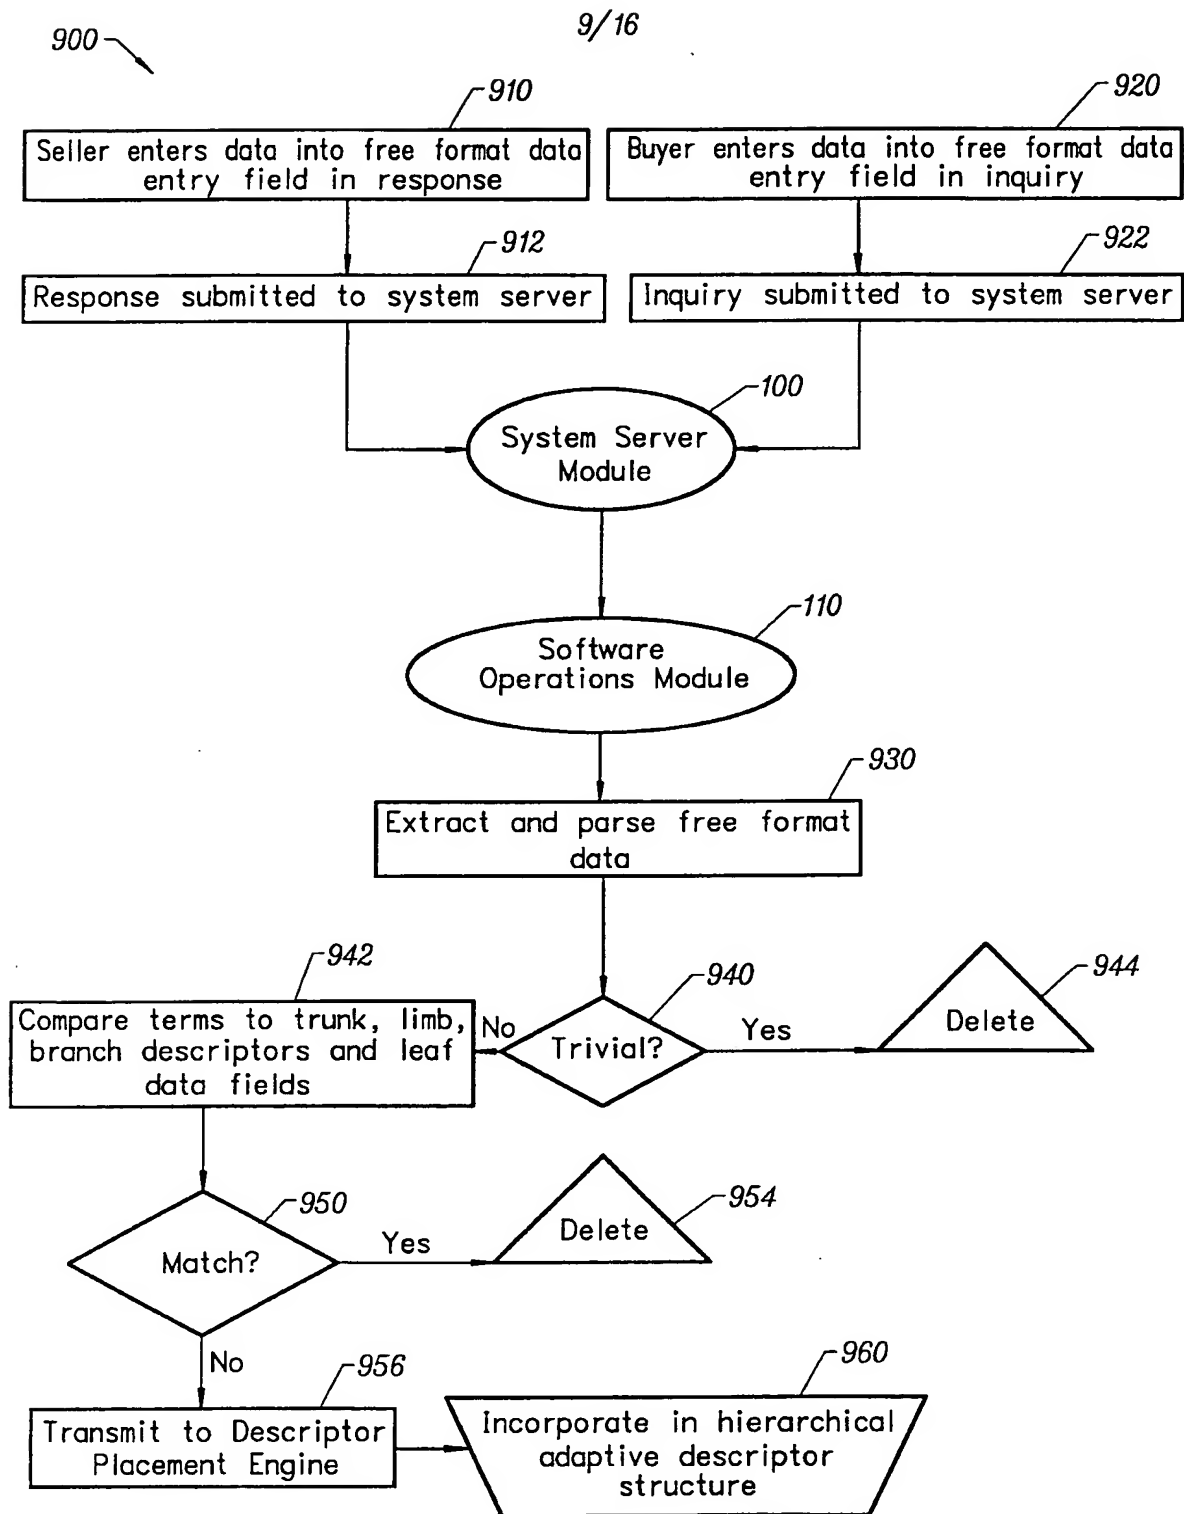 9/16
900
910
920
Seller enters data into free format data
entry field in response
Buyer enters data into free format data
entry field in inquiry
912
922
Response submitted to system server
Inquiry submitted to system server
100
System Server
Module
110
Software
Operations Module
930
Extract and parse free format
data
942
940
944
Compare terms to trunk, limb,
branch descriptors and leaf
data fields
No
Trivial?
Yes
Delete
950
954
Match?
Yes
Delete
No
956
960
Transmit to Descriptor
Placement Engine
Incorporate in hierarchical
adaptive descriptor
structure